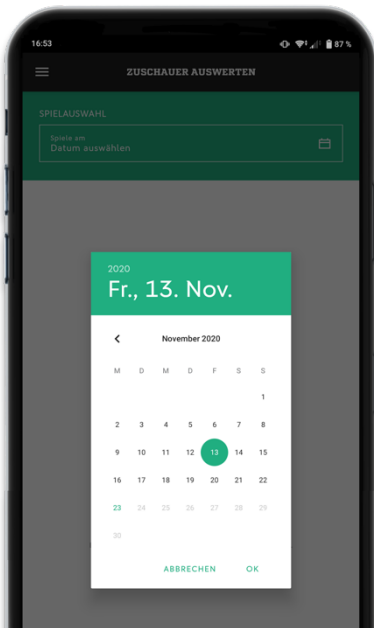 16:53
87 %
ZUSCHAUER AUSWERTEN
SPIELAUSWAHL
Spiele am
Datum auswählen
2020
Fr., 13. Nov.
November 2020
M D M D F S S
1
2 3 4 5 6 7 8
9 10 11 12 13 14 15
16 17 18 19 20 21 22
23 24 25 26 27 28 29
30
ABBRECHEN OK